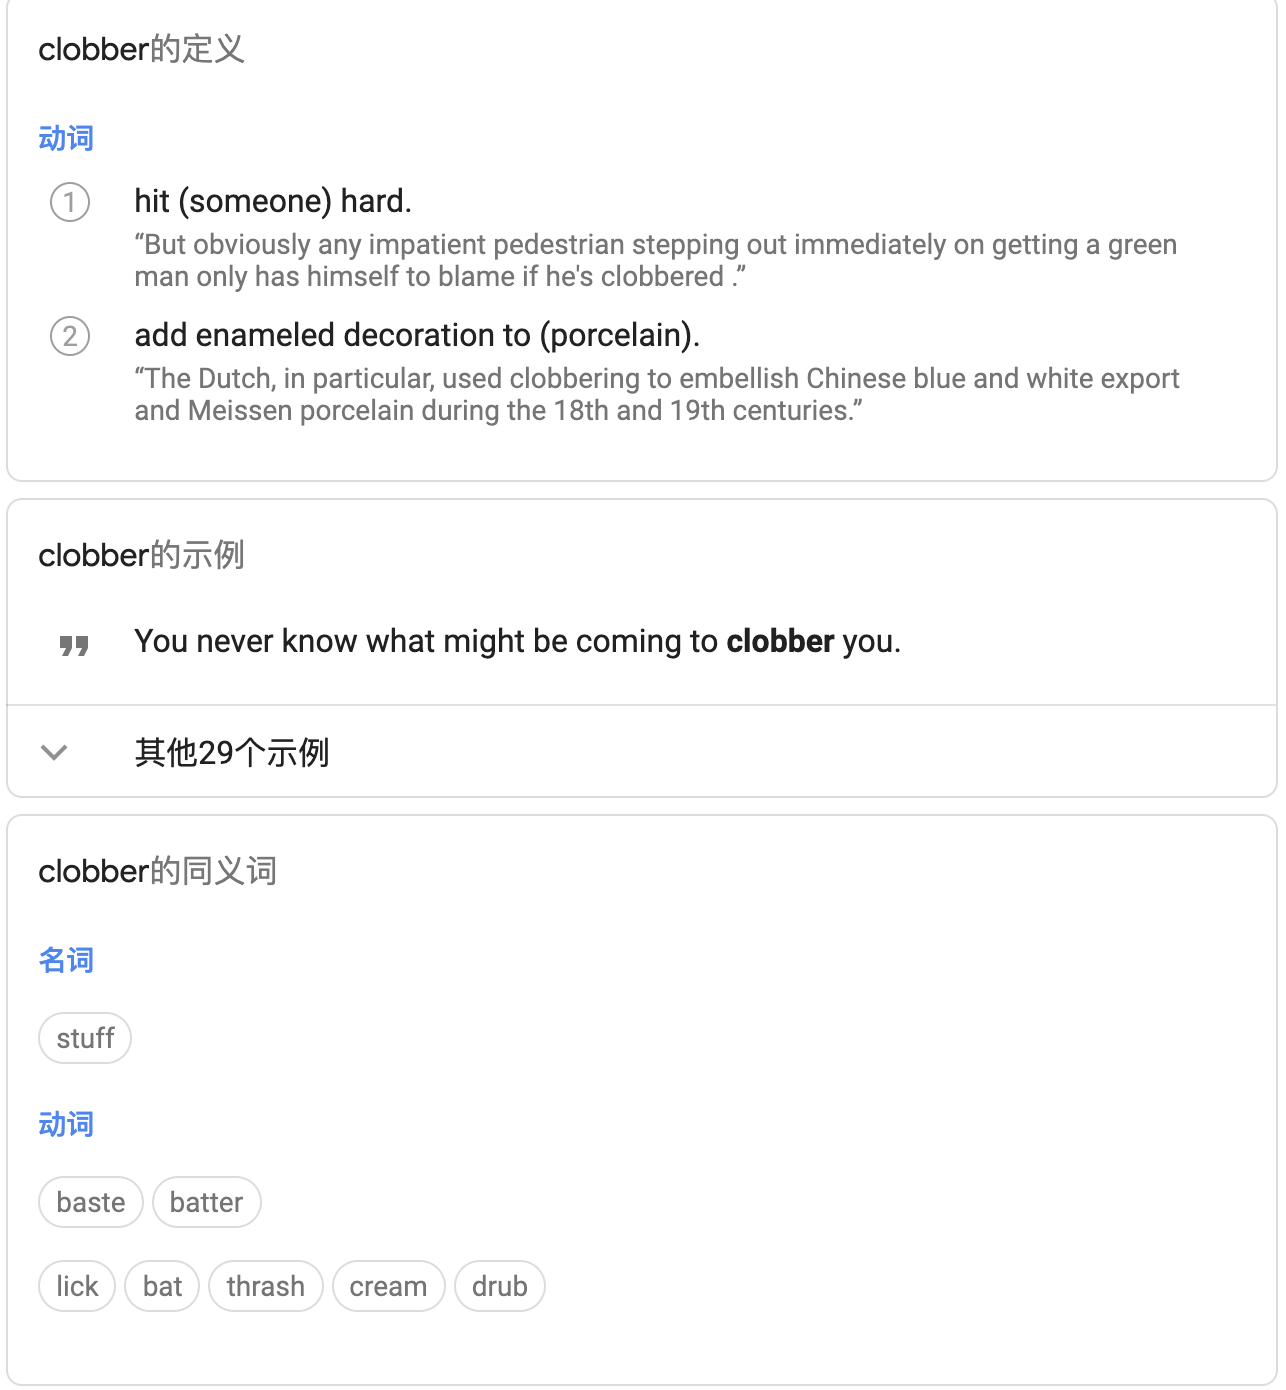 clobber的定义
动词
1 hit (someone) hard.
“But obviously any impatient pedestrian stepping out immediately on getting a green
man only has himself to blame if he's clobbered .”
2 add enameled decoration to (porcelain).
“The Dutch, in particular, used clobbering to embellish Chinese blue and white export
and Meissen porcelain during the 18th and 19th centuries.”
clobber的示例
You never know what might be coming to clobber you.
其他29个示例
clobber的同义词
名词
stuff
动词
baste batter
lick bat thrash cream drub